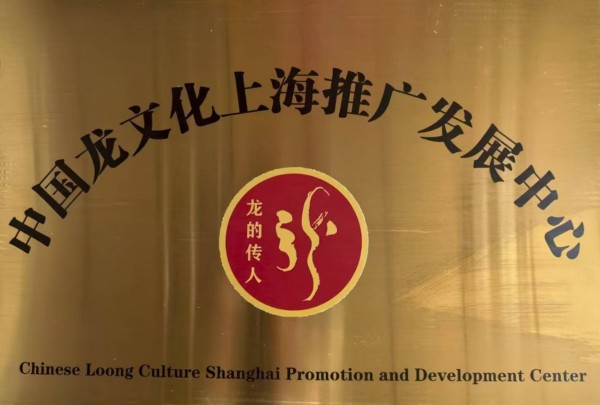 中国龙文化上海推广发展中心
龙的传人
Chinese Loong Culture Shanghai Promotion and Development Center